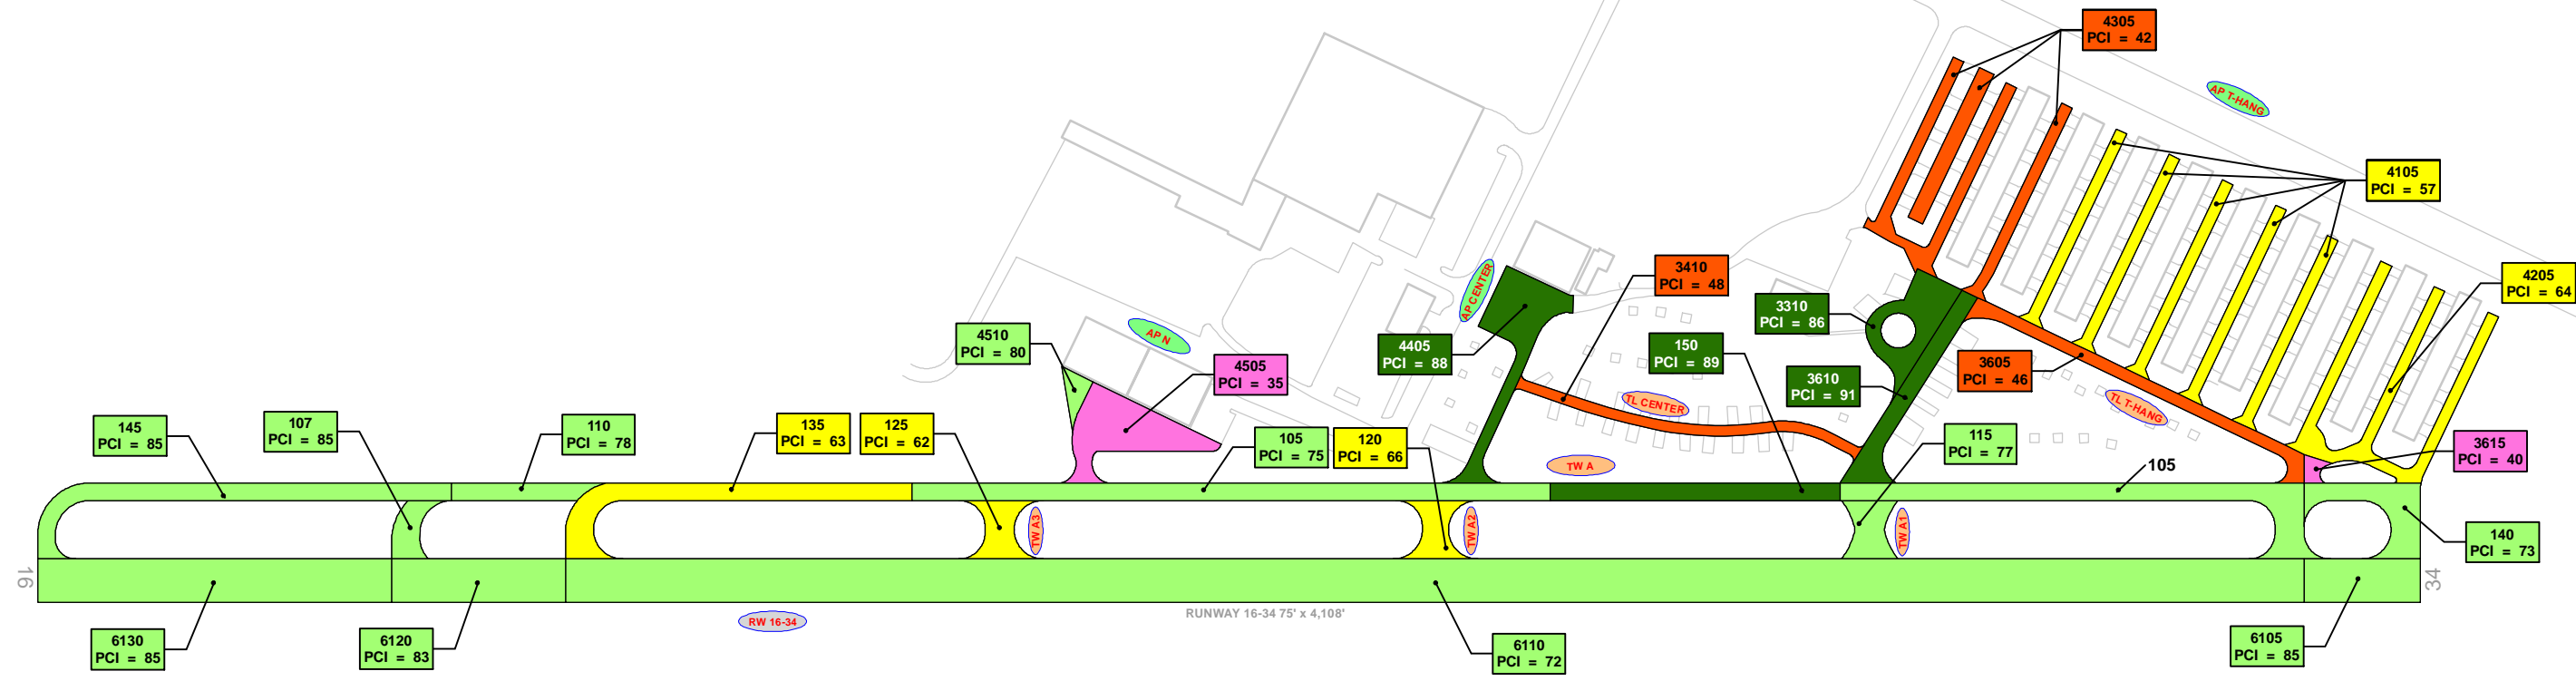 4305
PCI = 42
AP T-HANG
4105
PCI = 57
4205
PCI = 64
3410
PCI = 48
AP CENTER
3310
PCI = 86
4510
PCI = 80
AP N
4405
PCI = 88
150
PCI = 89
3605
PCI = 46
4505
PCI = 35
3610
PCI = 91
TL CENTER
TL T-HANG
145
PCI = 85
107
PCI = 85
110
PCI = 78
135
PCI = 63
125
PCI = 62
105
PCI = 75
120
PCI = 66
115
PCI = 77
3615
PCI = 40
TW A
105
TW A3
TW A2
TW A1
140
PCI = 73
16
34
RUNWAY 16-34 75' x 4,108'
RW 16-34
6130
PCI = 85
6120
PCI = 83
6110
PCI = 72
6105
PCI = 85